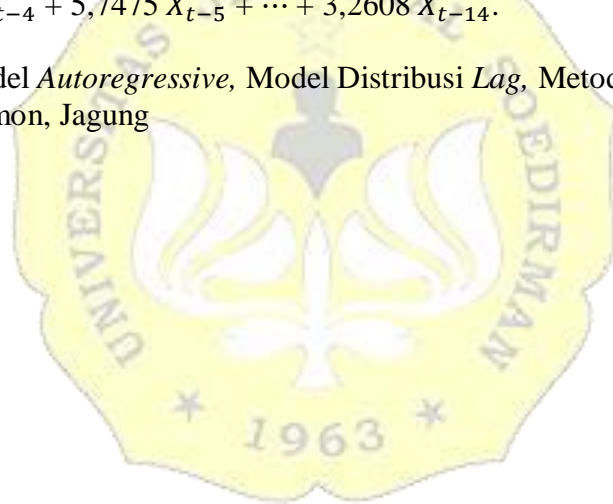 ₜ₋₄ + 5,7475 Xₜ₋₅ + ⋯ + 3,2608 Xₜ₋₁₄.
del Autoregressive, Model Distribusi Lag, Metod
mon, Jagung
UNIVERSITAS
SOEDIRMAN
1963